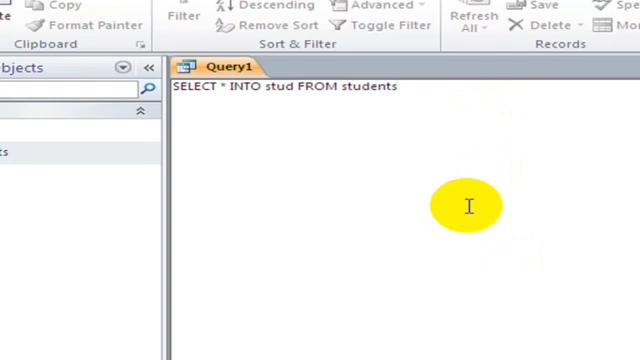 Copy
Format Painter
Clipboard
Filter
Descending
Remove Sort
Advanced
Toggle Filter
Sort & Filter
Refresh
All
Save
Delete
Records
Query1
SELECT * INTO stud FROM students